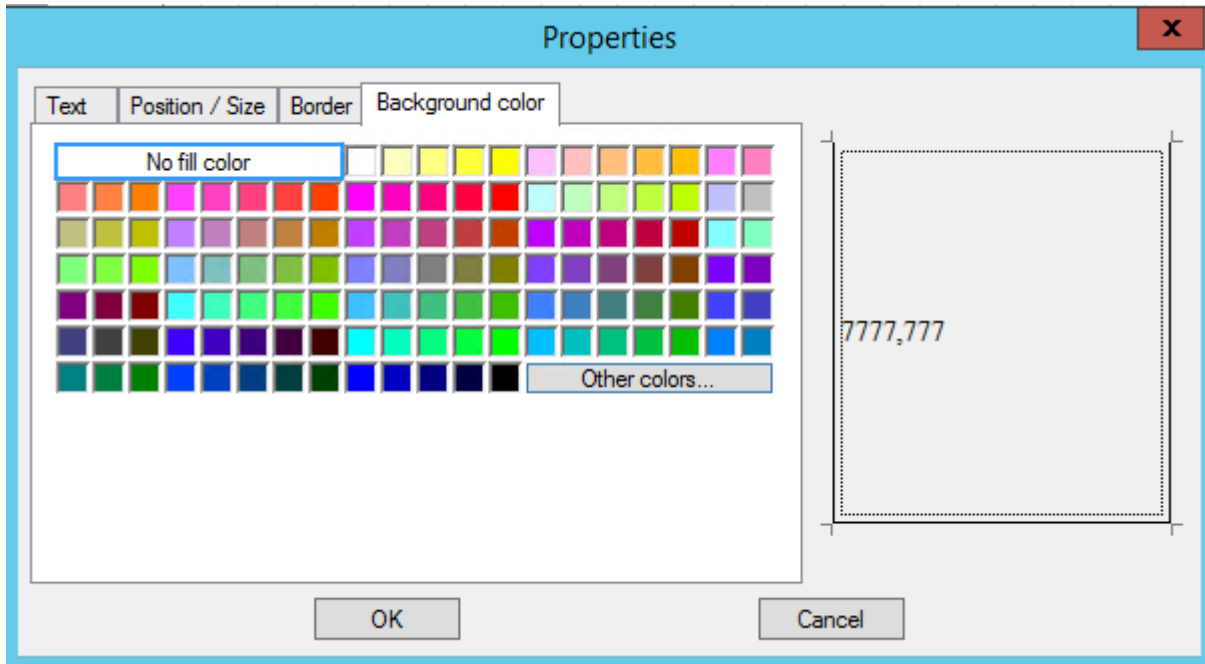 Properties
x
Text
Position / Size
Border
Background color
No fill color
Other colors...
7777,777
OK
Cancel